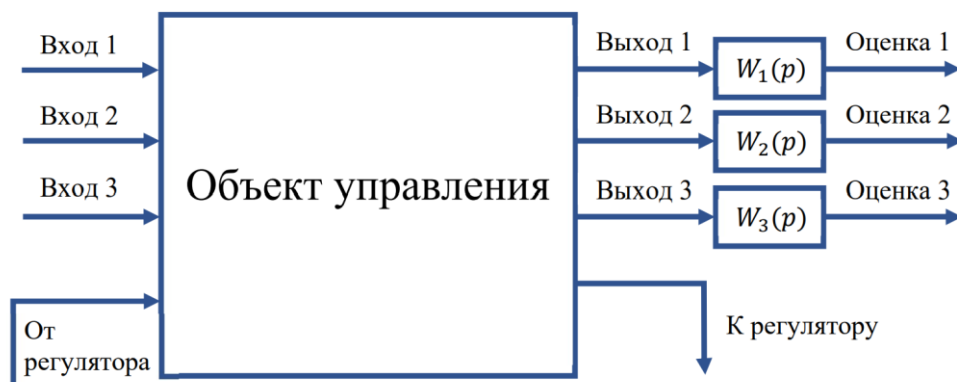 Вход 1
Выход 1
W₁(p)
Оценка 1
Вход 2
Выход 2
W₂(p)
Оценка 2
Вход 3
Объект управления
Выход 3
W₃(p)
Оценка 3
От
регулятора
К регулятору